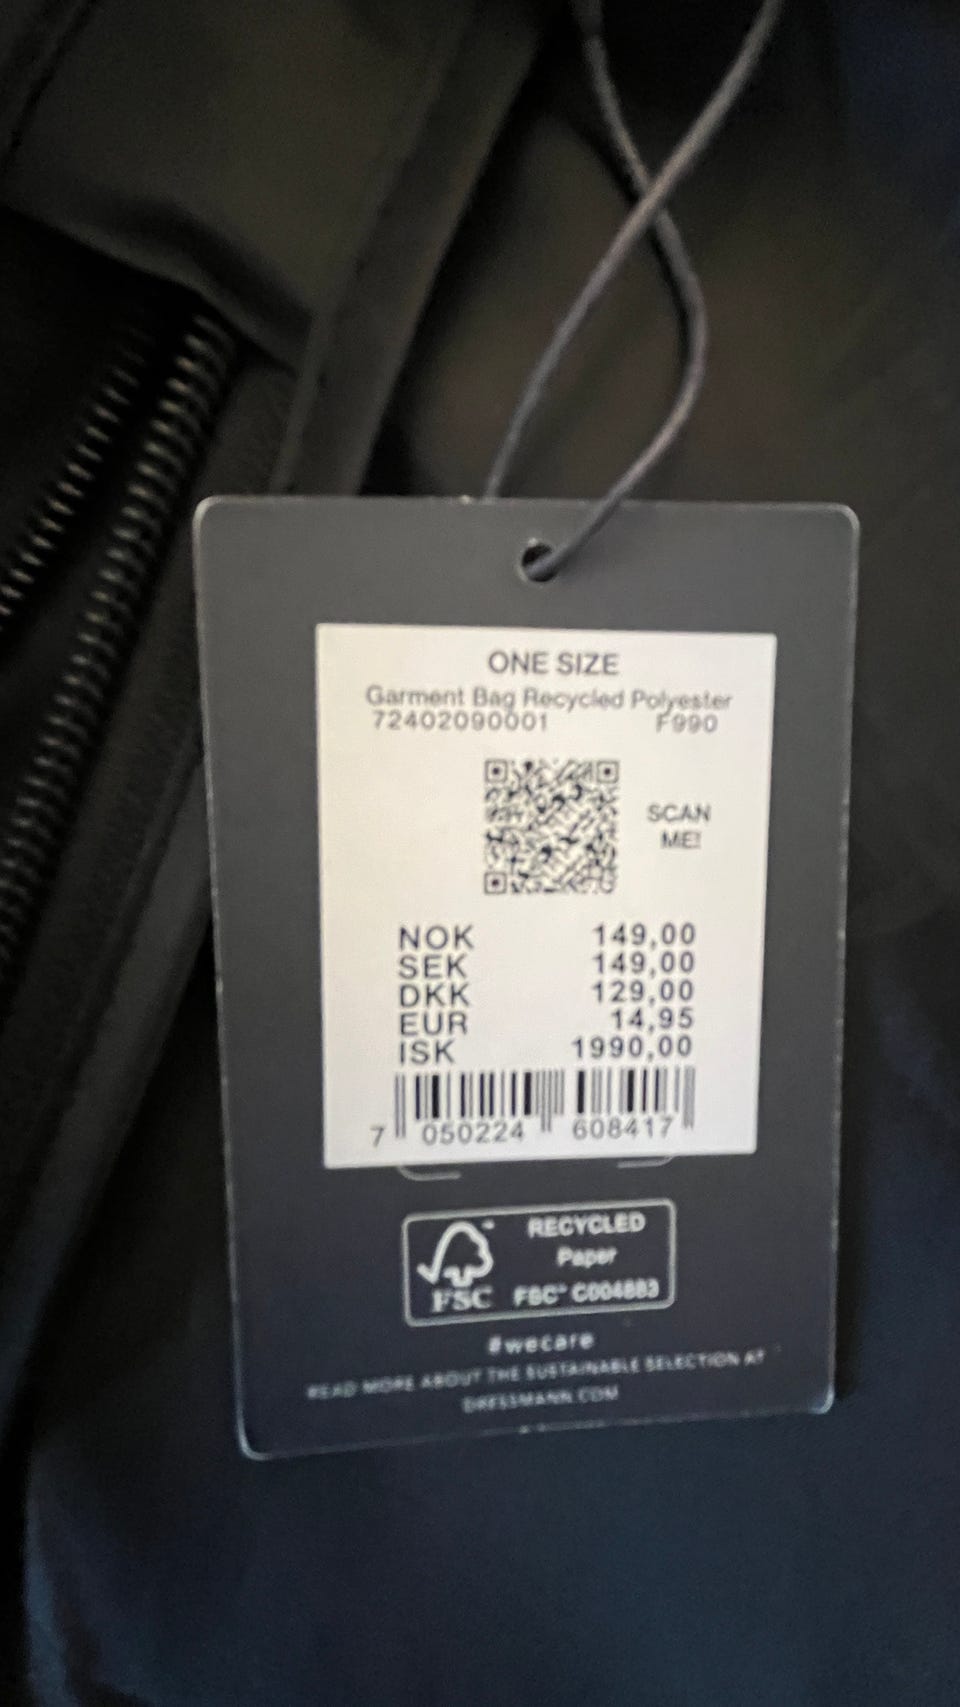 ONE SIZE
Garment Bag Recycled Polyester
72402090001 F990
SCAN
ME!
NOK 149,00
SEK 149,00
DKK 129,00
EUR 14,95
ISK 1990,00
7 050224 608417
RECYCLED
Paper
FSC™ FSC® C004883
#wecare
READ MORE ABOUT THE SUSTAINABLE SELECTION AT
DRESSMANN.COM